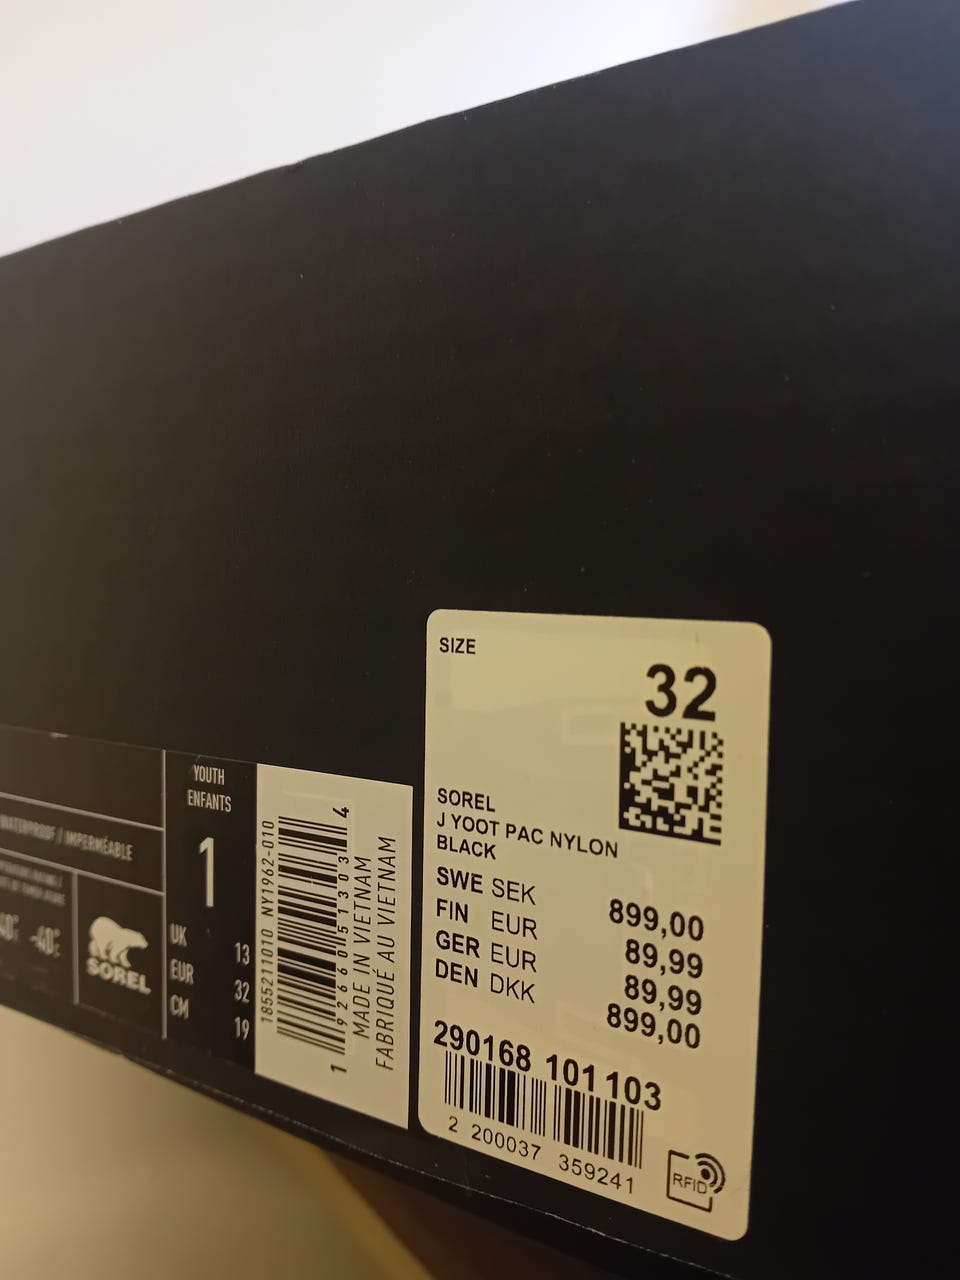 SIZE
32
SOREL
J YOOT PAC NYLON
BLACK
SWE SEK 899,00
FIN EUR 89,99
GER EUR 89,99
DEN DKK 899,00
290168 101103
2 200037 359241
RFID
WATERPROOF / IMPERMÉABLE
-40°C
SOREL
YOUTH
ENFANTS
1
UK 13
EUR 32
CM 19
1855211010 NY1962-010
1 92660 51303 4
MADE IN VIETNAM
FABRIQUÉ AU VIETNAM